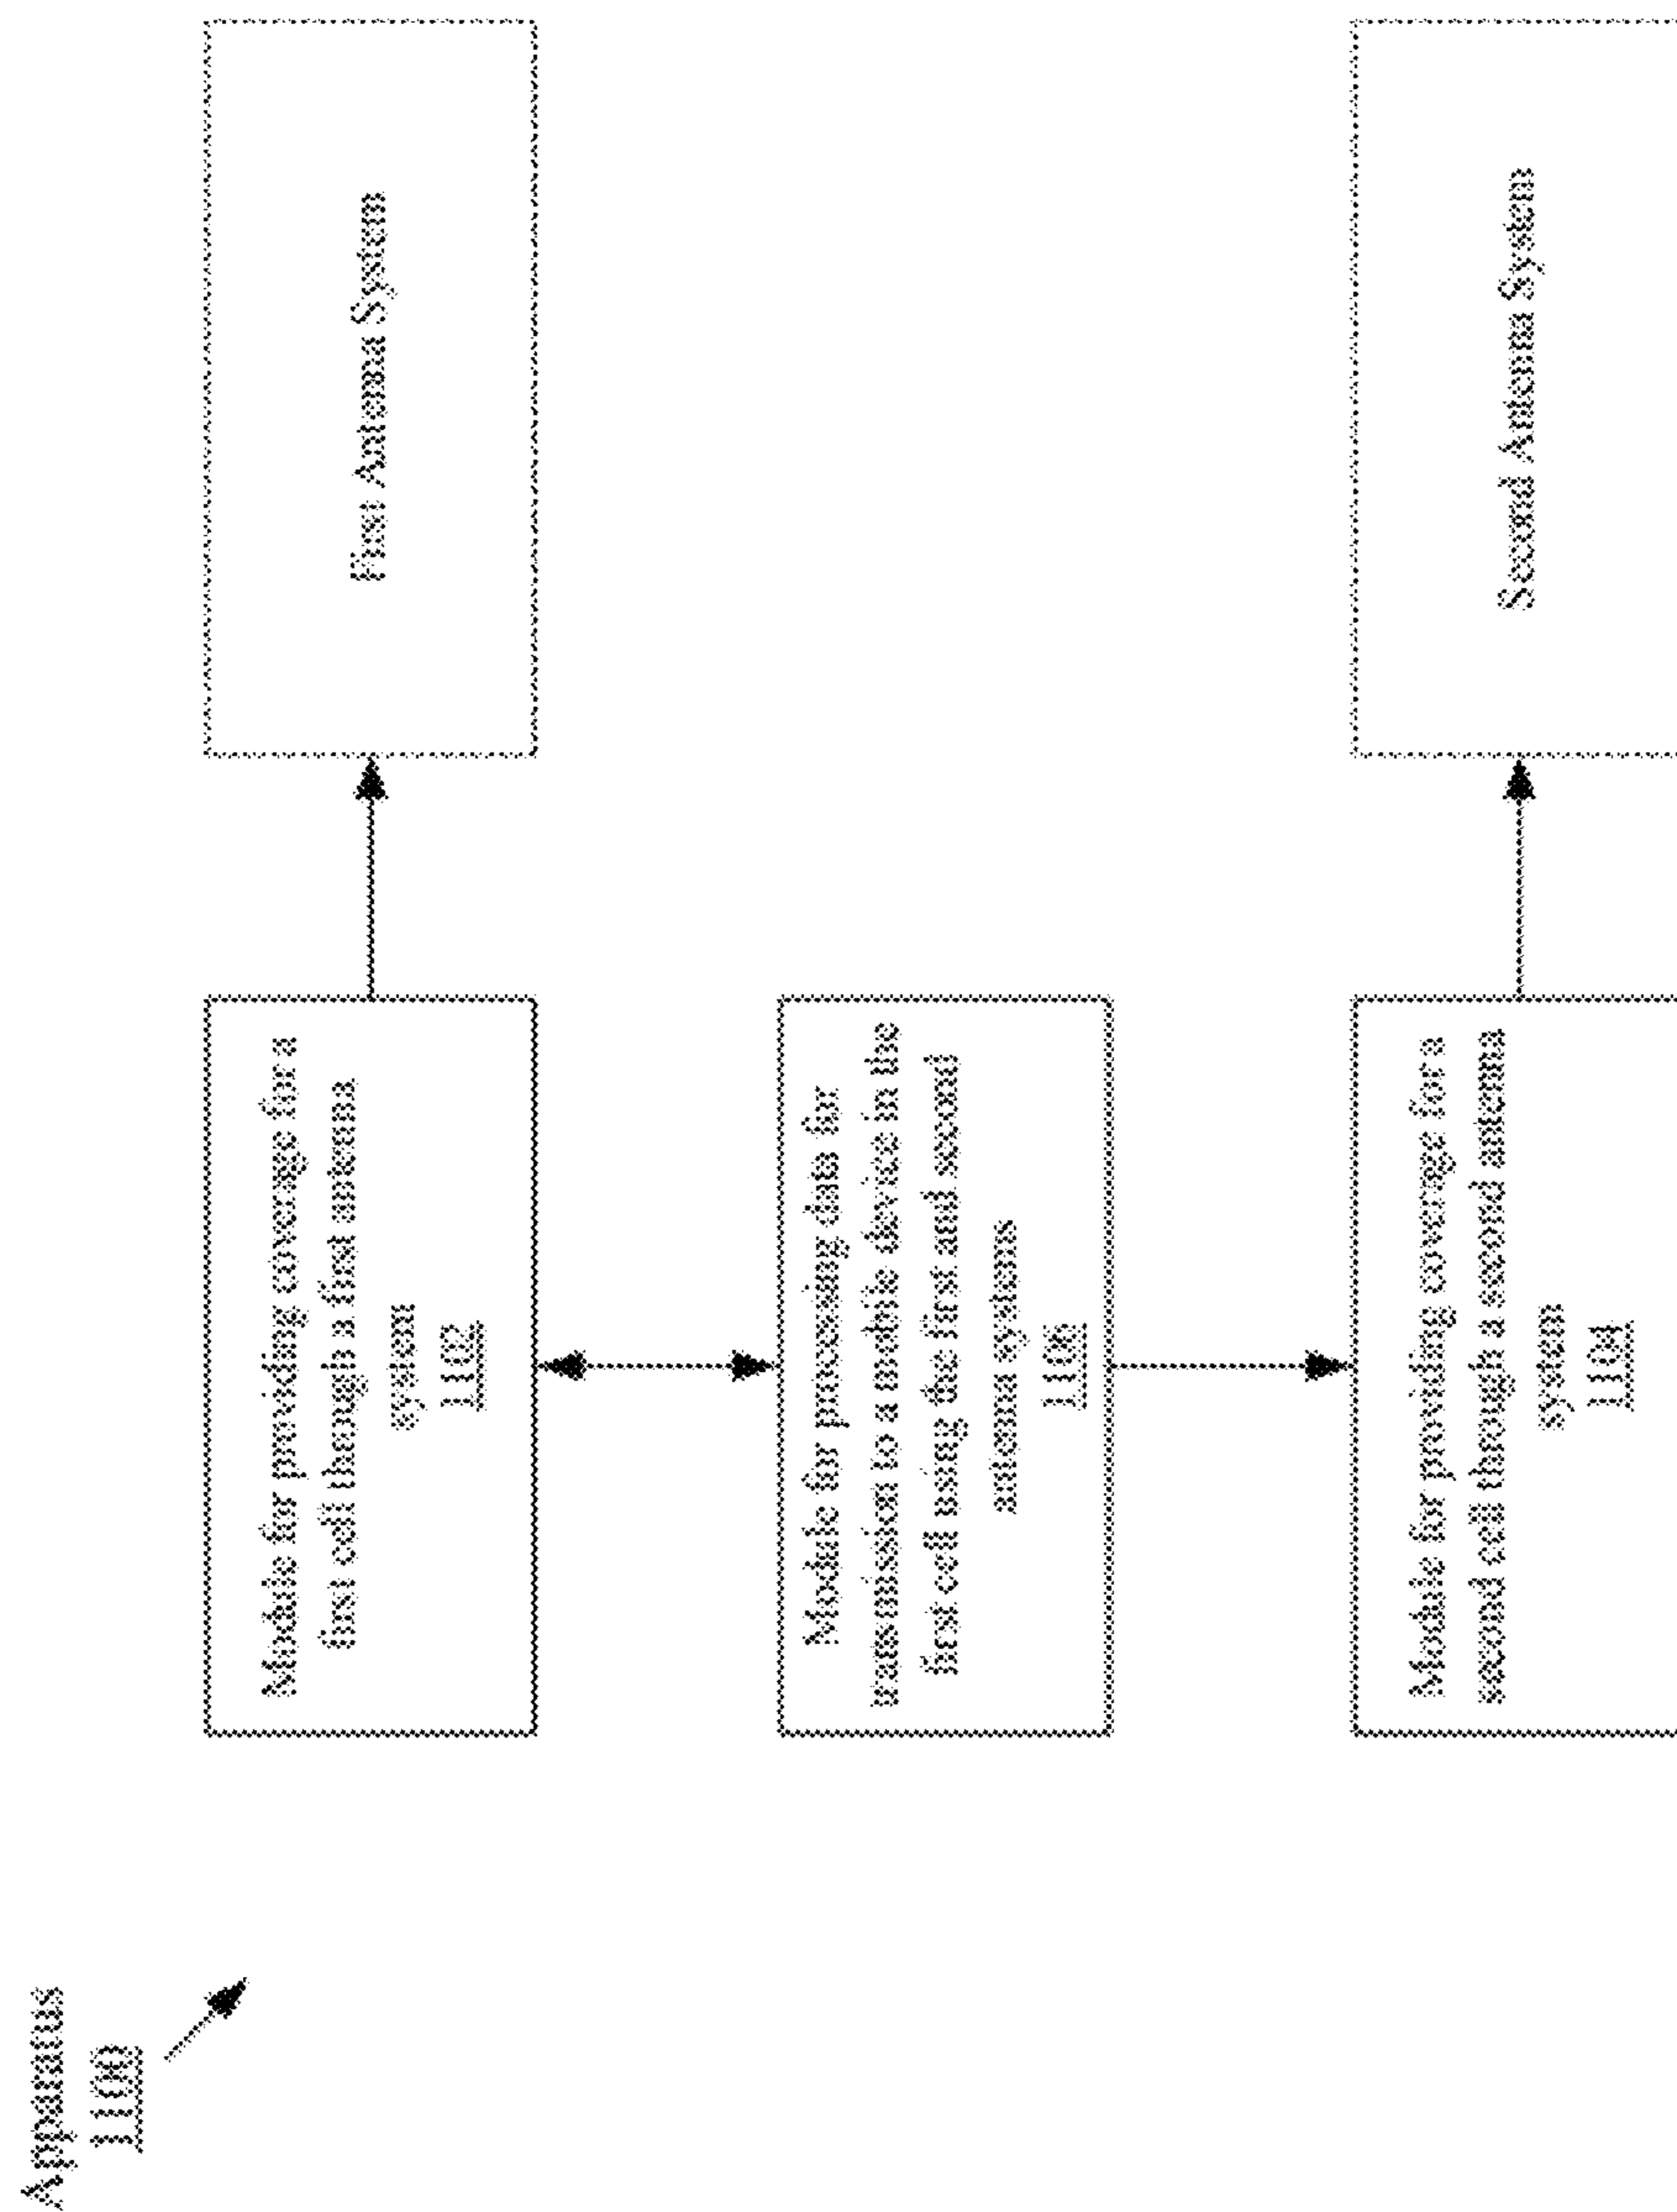 Apparatus
1100
Module for providing coverage for a
first cell through a first antenna
system
1102
First Antenna System
Module for processing data for
transmission to a mobile device in the
first cell using the first and second
antenna systems
1106
Module for providing coverage for a
second cell through a second antenna
system
1104
Second Antenna System